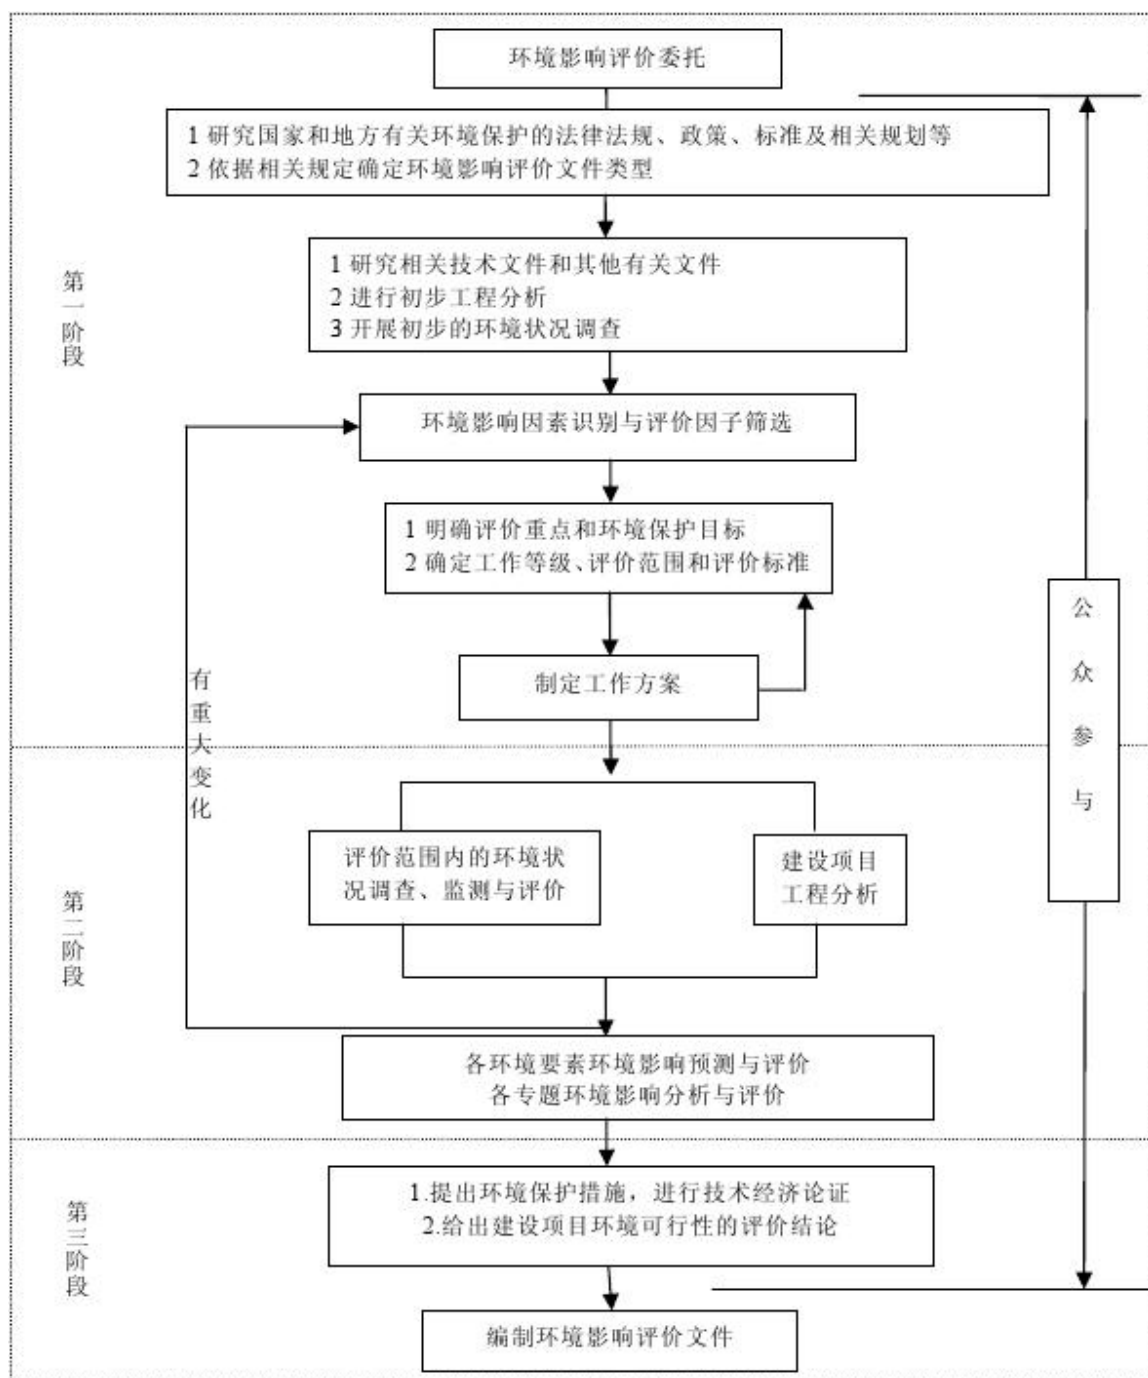 环境影响评价委托
1 研究国家和地方有关环境保护的法律法规、政策、标准及相关规划等
2 依据相关规定确定环境影响评价文件类型
第一阶段
1 研究相关技术文件和其他有关文件
2 进行初步工程分析
3 开展初步的环境状况调查
环境影响因素识别与评价因子筛选
1 明确评价重点和环境保护目标
2 确定工作等级、评价范围和评价标准
制定工作方案
有重大变化
公众参与
第二阶段
评价范围内的环境状
况调查、监测与评价
建设项目
工程分析
各环境要素环境影响预测与评价
各专题环境影响分析与评价
第三阶段
1.提出环境保护措施，进行技术经济论证
2.给出建设项目环境可行性的评价结论
编制环境影响评价文件